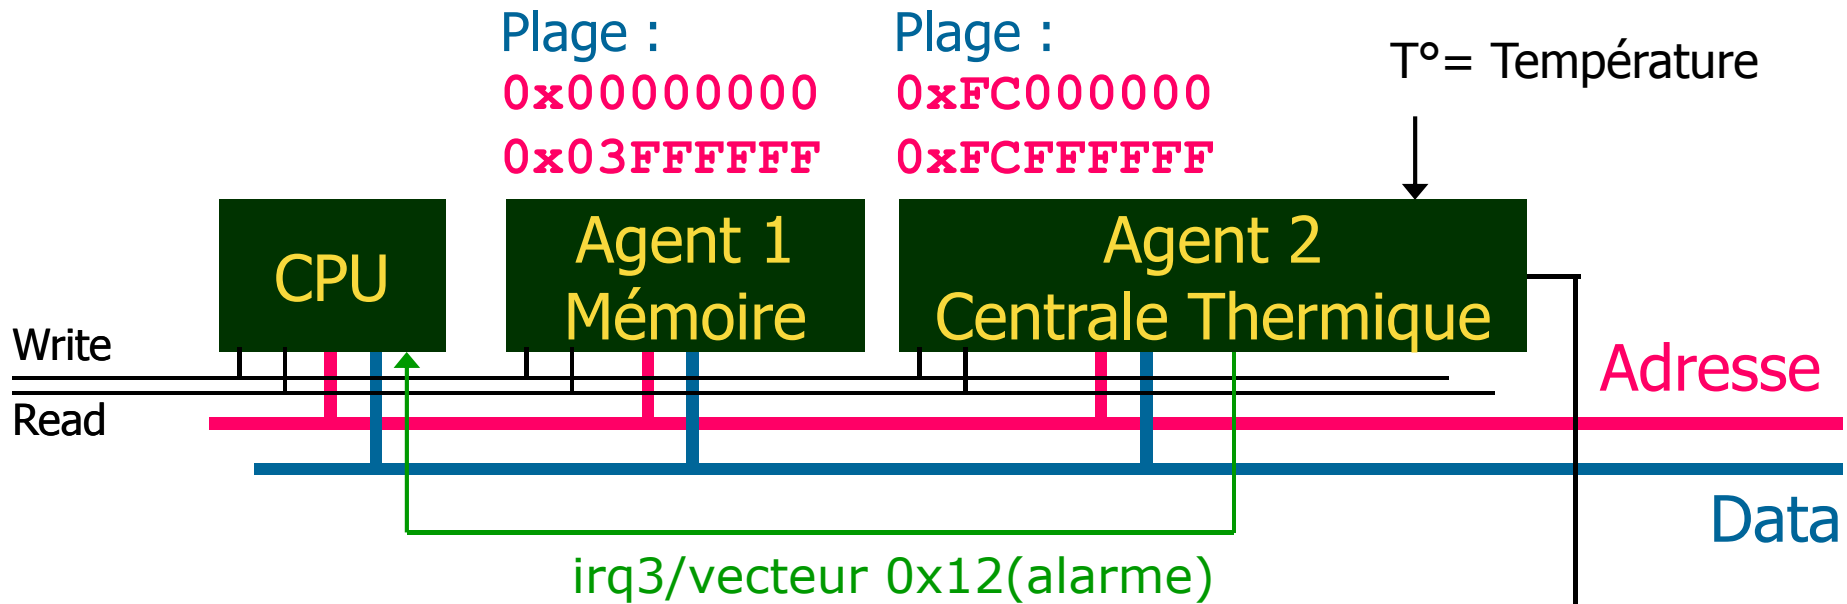 Plage :
0x00000000
0x03FFFFFF
Plage :
0xFC000000
0xFCFFFFFF
T°= Température
CPU
Agent 1
Mémoire
Agent 2
Centrale Thermique
Write
Read
Adresse
Data
irq3/vecteur 0x12(alarme)